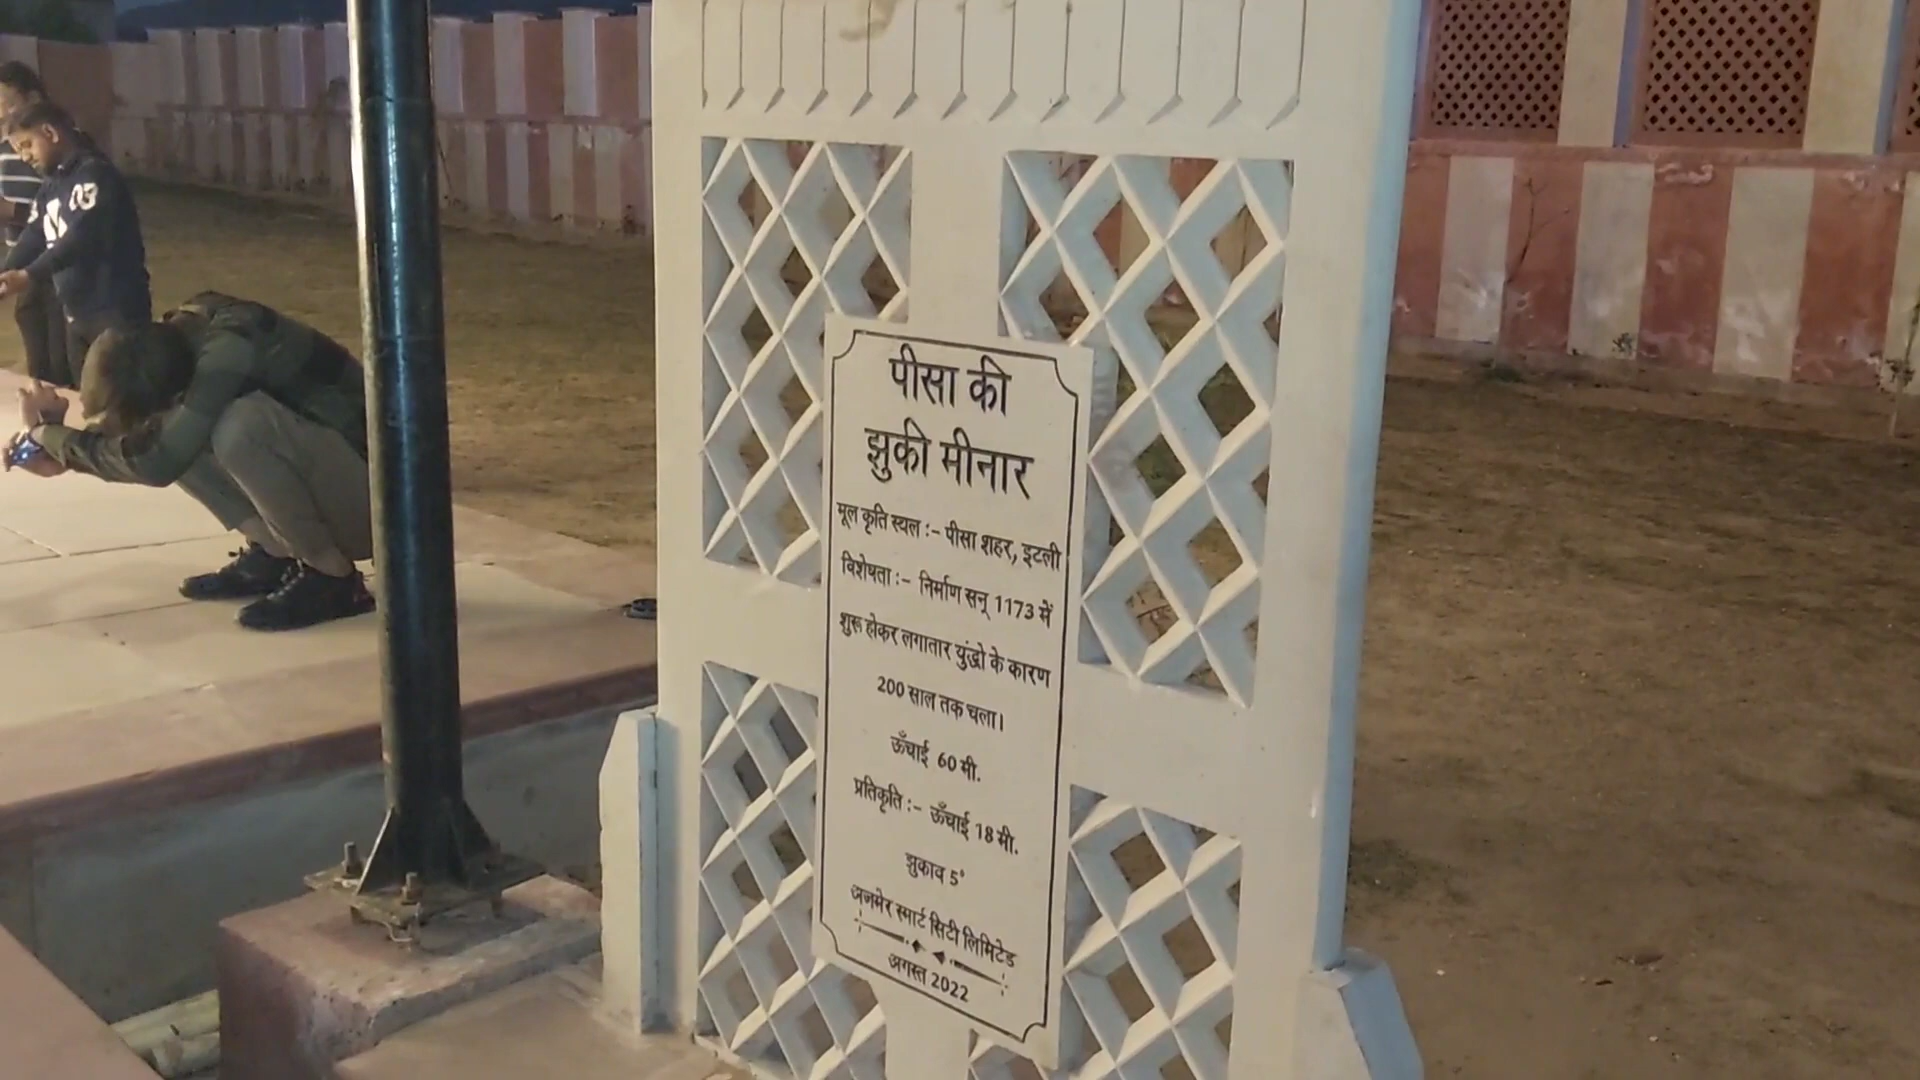 पीसा की
झुकी मीनार
मूल कृति स्थल :- पीसा शहर, इटली
विशेषता :- निर्माण सन् 1173 में
शुरू होकर लगातार युंद्धो के कारण
200 साल तक चला।
ऊँचाई 60 मी.
प्रतिकृति :- ऊँचाई 18 मी.
झुकाव 5°
अजमेर स्मार्ट सिटी लिमिटेड
अगस्त 2022